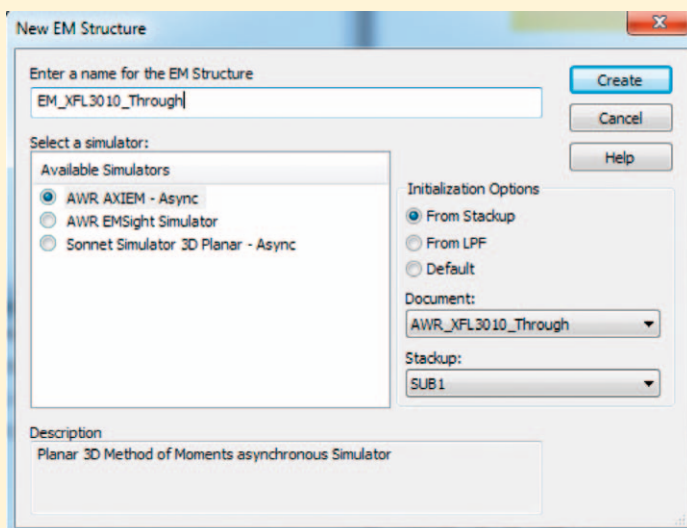 New EM Structure
Enter a name for the EM Structure
EM_XFL3010_Through
Create
Cancel
Help
Select a simulator:
Available Simulators
AWR AXIEM - Async
AWR EMSight Simulator
Sonnet Simulator 3D Planar - Async
Initialization Options
From Stackup
From LPF
Default
Document:
AWR_XFL3010_Through
Stackup:
SUB1
Description
Planar 3D Method of Moments asynchronous Simulator